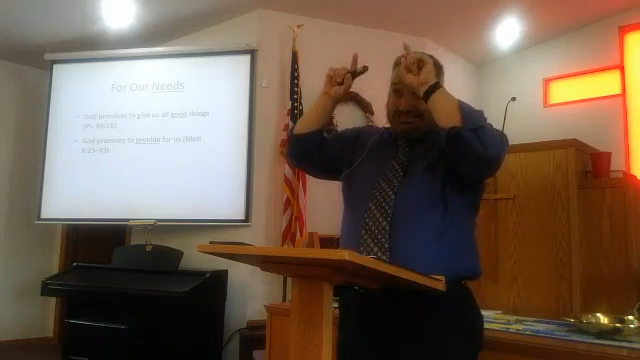 For Our Needs
• God promises to give us all good things
(Ps. 84:11).
• God promises to provide for us (Matt
6:25-33).